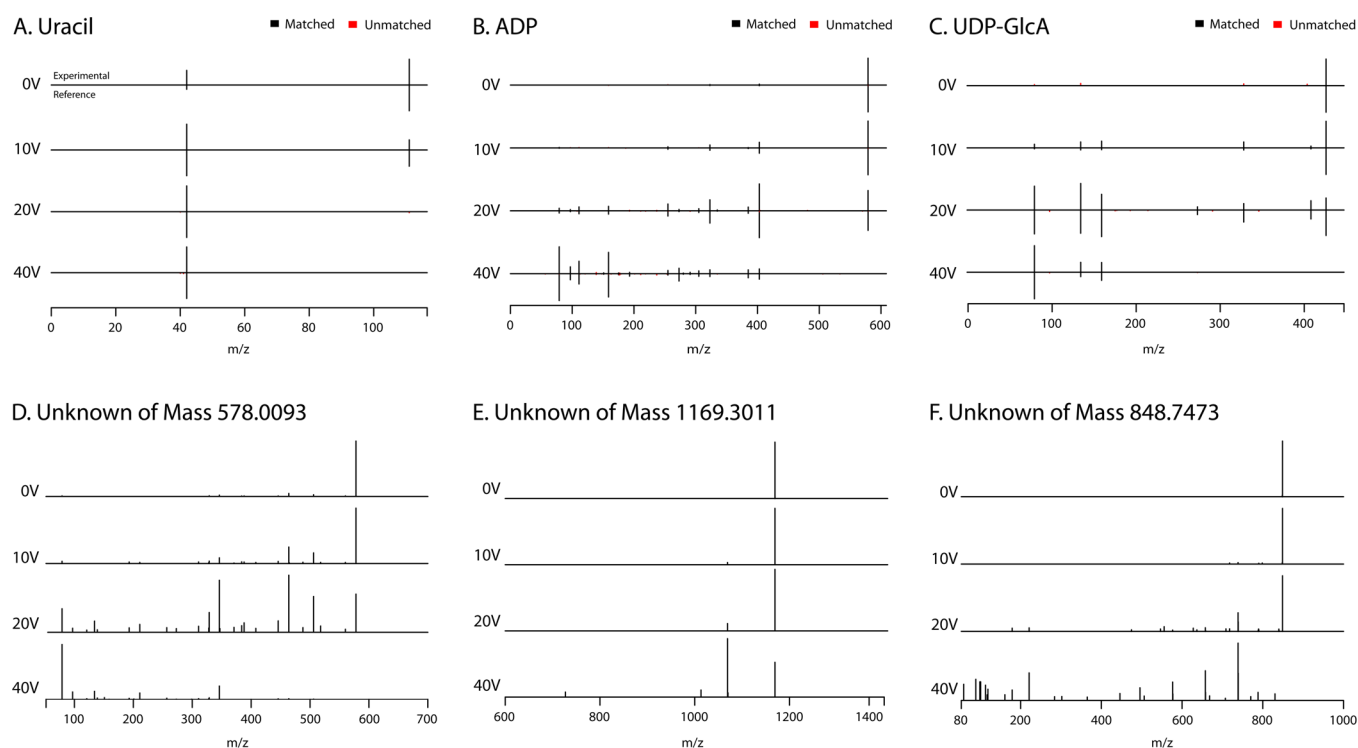 A. Uracil
Matched Unmatched
B. ADP
Matched Unmatched
C. UDP-GlcA
Matched Unmatched
Experimental
Reference
0V
10V
20V
40V
0 20 40 60 80 100
m/z
0V
10V
20V
40V
0 100 200 300 400 500 600
m/z
0V
10V
20V
40V
0 100 200 300 400
m/z
D. Unknown of Mass 578.0093
0V
10V
20V
40V
100 200 300 400 500 600 700
m/z
E. Unknown of Mass 1169.3011
0V
10V
20V
40V
600 800 1000 1200 1400
m/z
F. Unknown of Mass 848.7473
0V
10V
20V
40V
80 200 400 600 800 1000
m/z